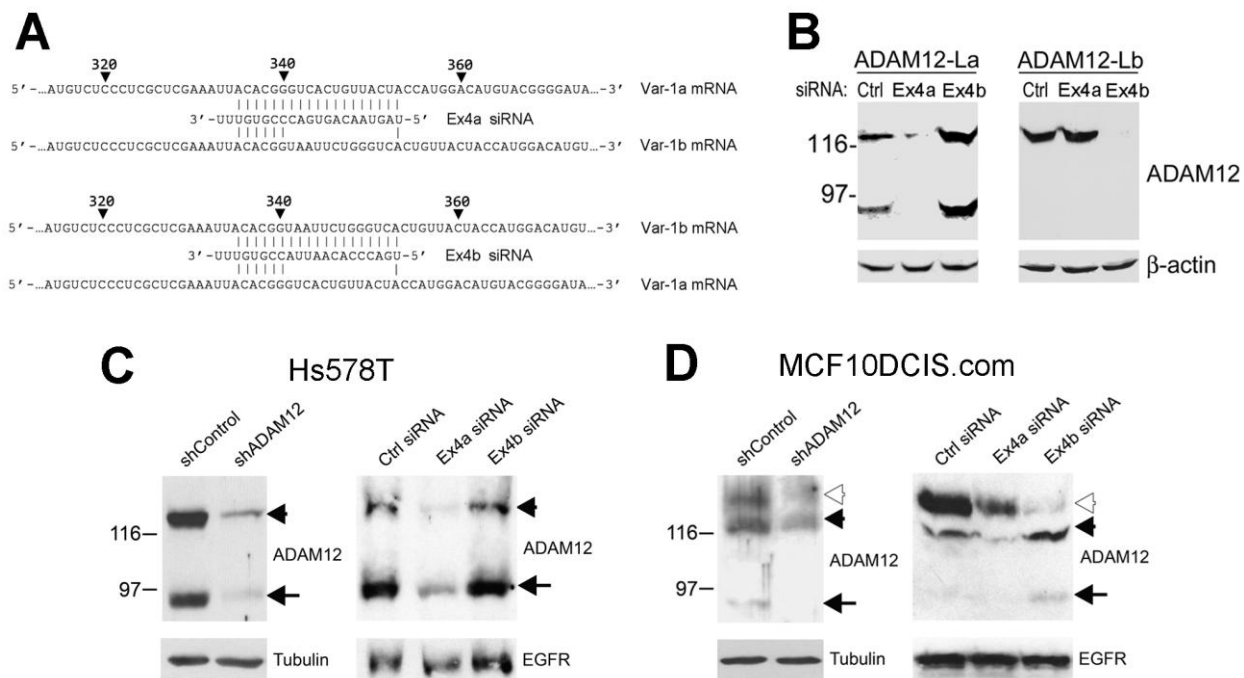 A
320 340 360
5′-…AUGUCUCCCUCGCUCGAAAUUACACGGGUCACUGUUACUACCAUGGACAUGUACGGGGAUA…-3′ Var-1a mRNA
3′-UUUGUGCCCAGUGACAAUGAU-5′ Ex4a siRNA
5′-…AUGUCUCCCUCGCUCGAAAUUACACGGUAAUUCUGGGUCACUGUUACUACCAUGGACAUGU…-3′ Var-1b mRNA
320 340 360
5′-…AUGUCUCCCUCGCUCGAAAUUACACGGUAAUUCUGGGUCACUGUUACUACCAUGGACAUGU…-3′ Var-1b mRNA
3′-UUUGUGCCAUUAACACCCAGU-5′ Ex4b siRNA
5′-…AUGUCUCCCUCGCUCGAAAUUACACGGGUCACUGUUACUACCAUGGACAUGUACGGGGAUA…-3′ Var-1a mRNA
B
ADAM12-La ADAM12-Lb
siRNA: Ctrl Ex4a Ex4b Ctrl Ex4a Ex4b
116
97
ADAM12
β-actin
C
Hs578T
shControl shADAM12 Ctrl siRNA Ex4a siRNA Ex4b siRNA
116
97
ADAM12 ADAM12
Tubulin EGFR
D
MCF10DCIS.com
shControl shADAM12 Ctrl siRNA Ex4a siRNA Ex4b siRNA
116
97
ADAM12 ADAM12
Tubulin EGFR